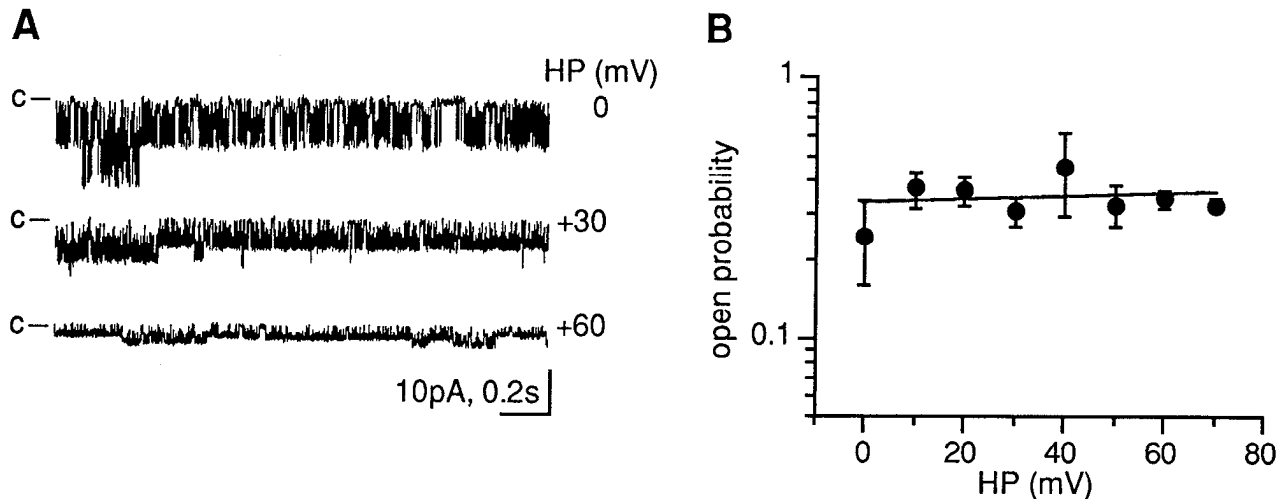 A
HP (mV)
c
0
c
+30
c
+60
10pA, 0.2s
B
open probability
1
0.1
0
20
40
60
80
HP (mV)